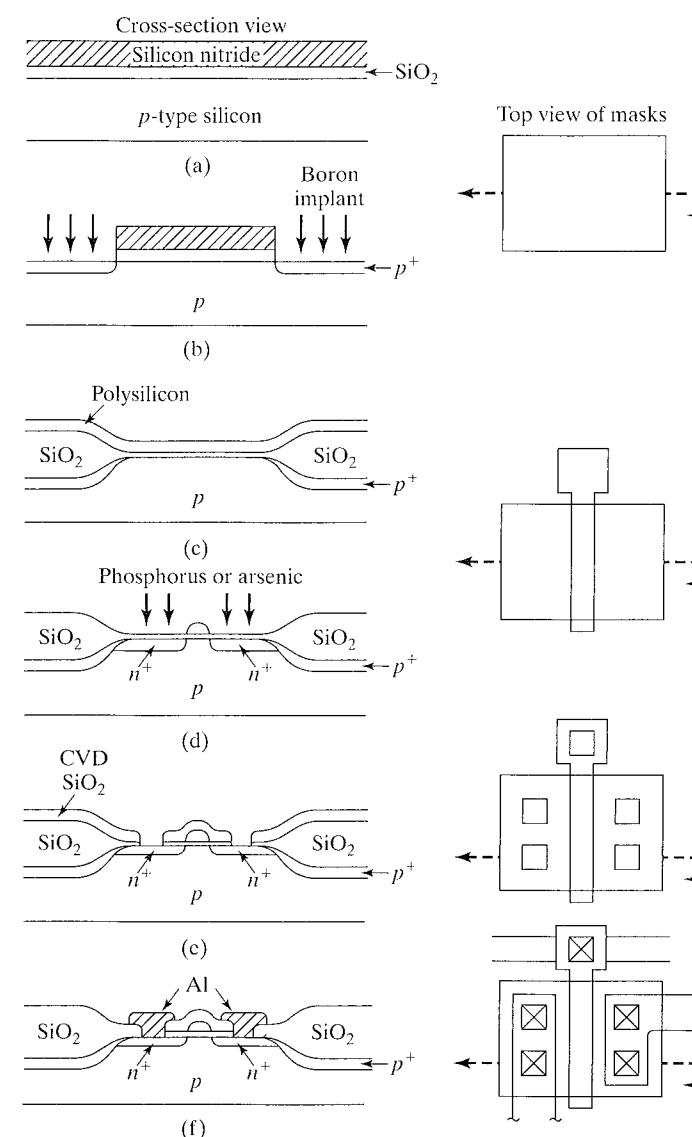 Cross-section view
Silicon nitride
SiO₂
p-type silicon
(a)
Top view of masks
Boron
implant
p⁺
p
(b)
Polysilicon
SiO₂ SiO₂
p⁺
p
(c)
Phosphorus or arsenic
SiO₂ SiO₂
p⁺
n⁺ n⁺
p
(d)
CVD
SiO₂
SiO₂ SiO₂
n⁺ n⁺
p⁺
p
(e)
Al
SiO₂ SiO₂
p⁺
n⁺ n⁺
p
(f)